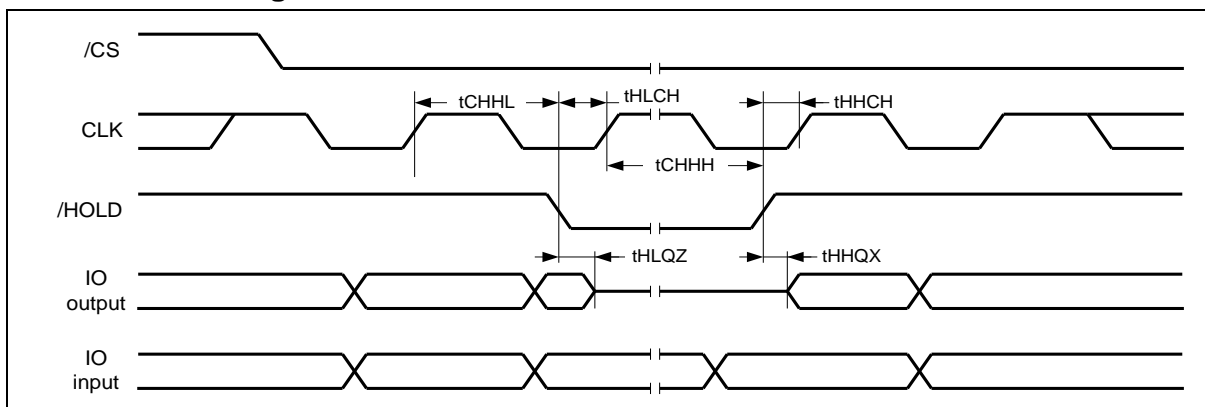 /CS
tCHHL
tHLCH
tHHCH
CLK
tCHHH
/HOLD
tHLQZ
tHHQX
IO
output
IO
input